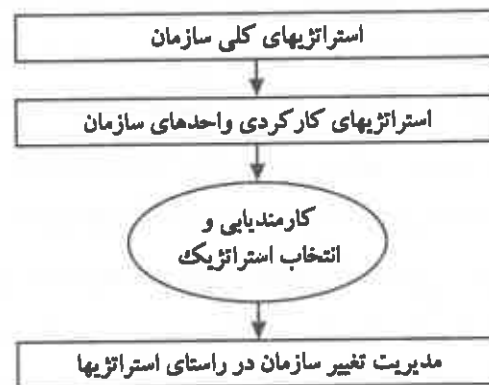 استراتژیهای کلی سازمان
استراتژیهای کارکردی واحدهای سازمان
کارمندیابی و
انتخاب استراتژیک
مدیریت تغییر سازمان در راستای استراتژیها